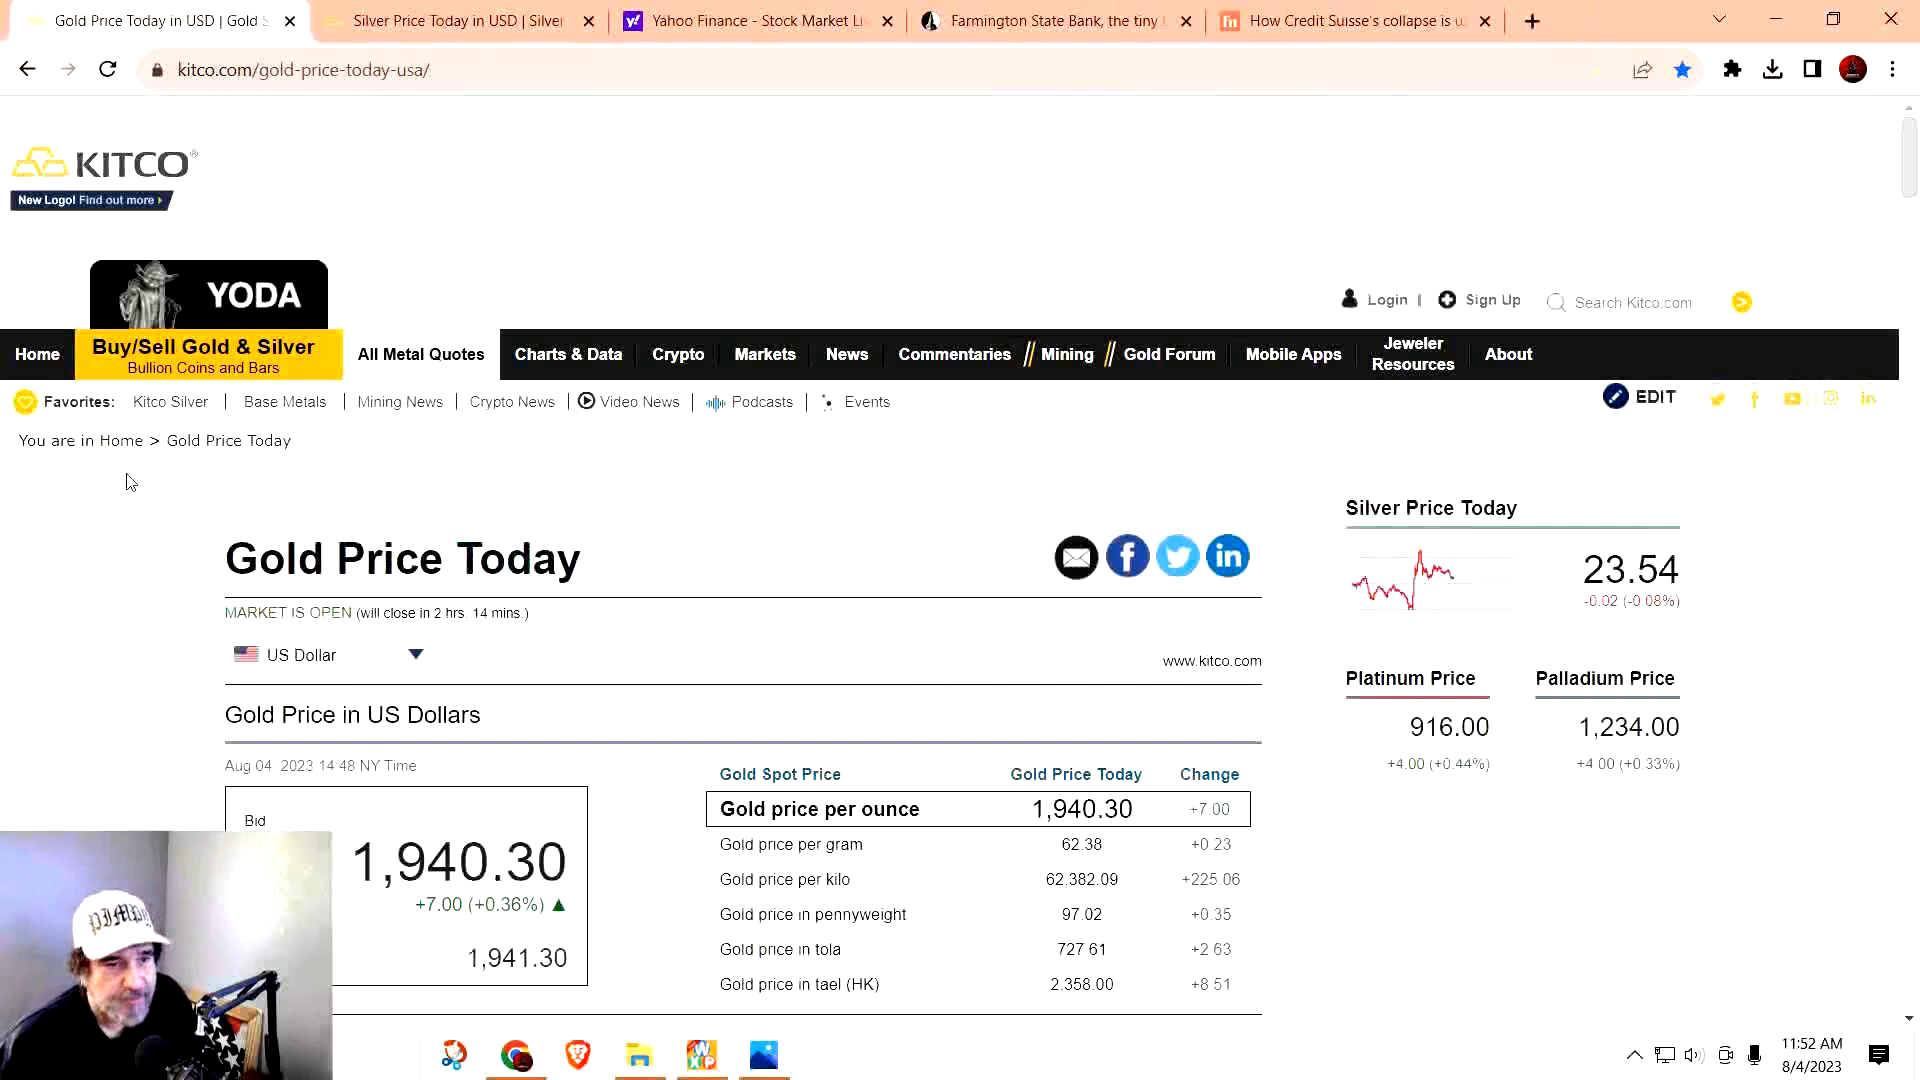 Gold Price Today in USD | Gold S
Silver Price Today in USD | Silver
Yahoo Finance - Stock Market Li
Farmington State Bank, the tiny
How Credit Suisse's collapse is u
kitco.com/gold-price-today-usa/
KITCO®
New Logo! Find out more
YODA
Login | Sign Up Search Kitco.com
Home
Buy/Sell Gold & Silver
Bullion Coins and Bars
All Metal Quotes
Charts & Data
Crypto
Markets
News
Commentaries
Mining
Gold Forum
Mobile Apps
Jeweler
Resources
About
Favorites: Kitco Silver | Base Metals | Mining News | Crypto News | Video News | Podcasts | Events
EDIT
You are in Home > Gold Price Today
Gold Price Today
MARKET IS OPEN (will close in 2 hrs. 14 mins.)
US Dollar
www.kitco.com
Gold Price in US Dollars
Aug 04 2023 14 48 NY Time
Bid
1,940.30
+7.00 (+0.36%) ▲
1,941.30
Gold Spot Price Gold Price Today Change
Gold price per ounce 1,940.30 +7.00
Gold price per gram 62.38 +0.23
Gold price per kilo 62,382.09 +225.06
Gold price in pennyweight 97.02 +0.35
Gold price in tola 727 61 +2 63
Gold price in tael (HK) 2,358.00 +8 51
Silver Price Today
23.54
-0.02 (-0 08%)
Platinum Price
916.00
+4.00 (+0.44%)
Palladium Price
1,234.00
+4 00 (+0.33%)
PIMP
11:52 AM
8/4/2023